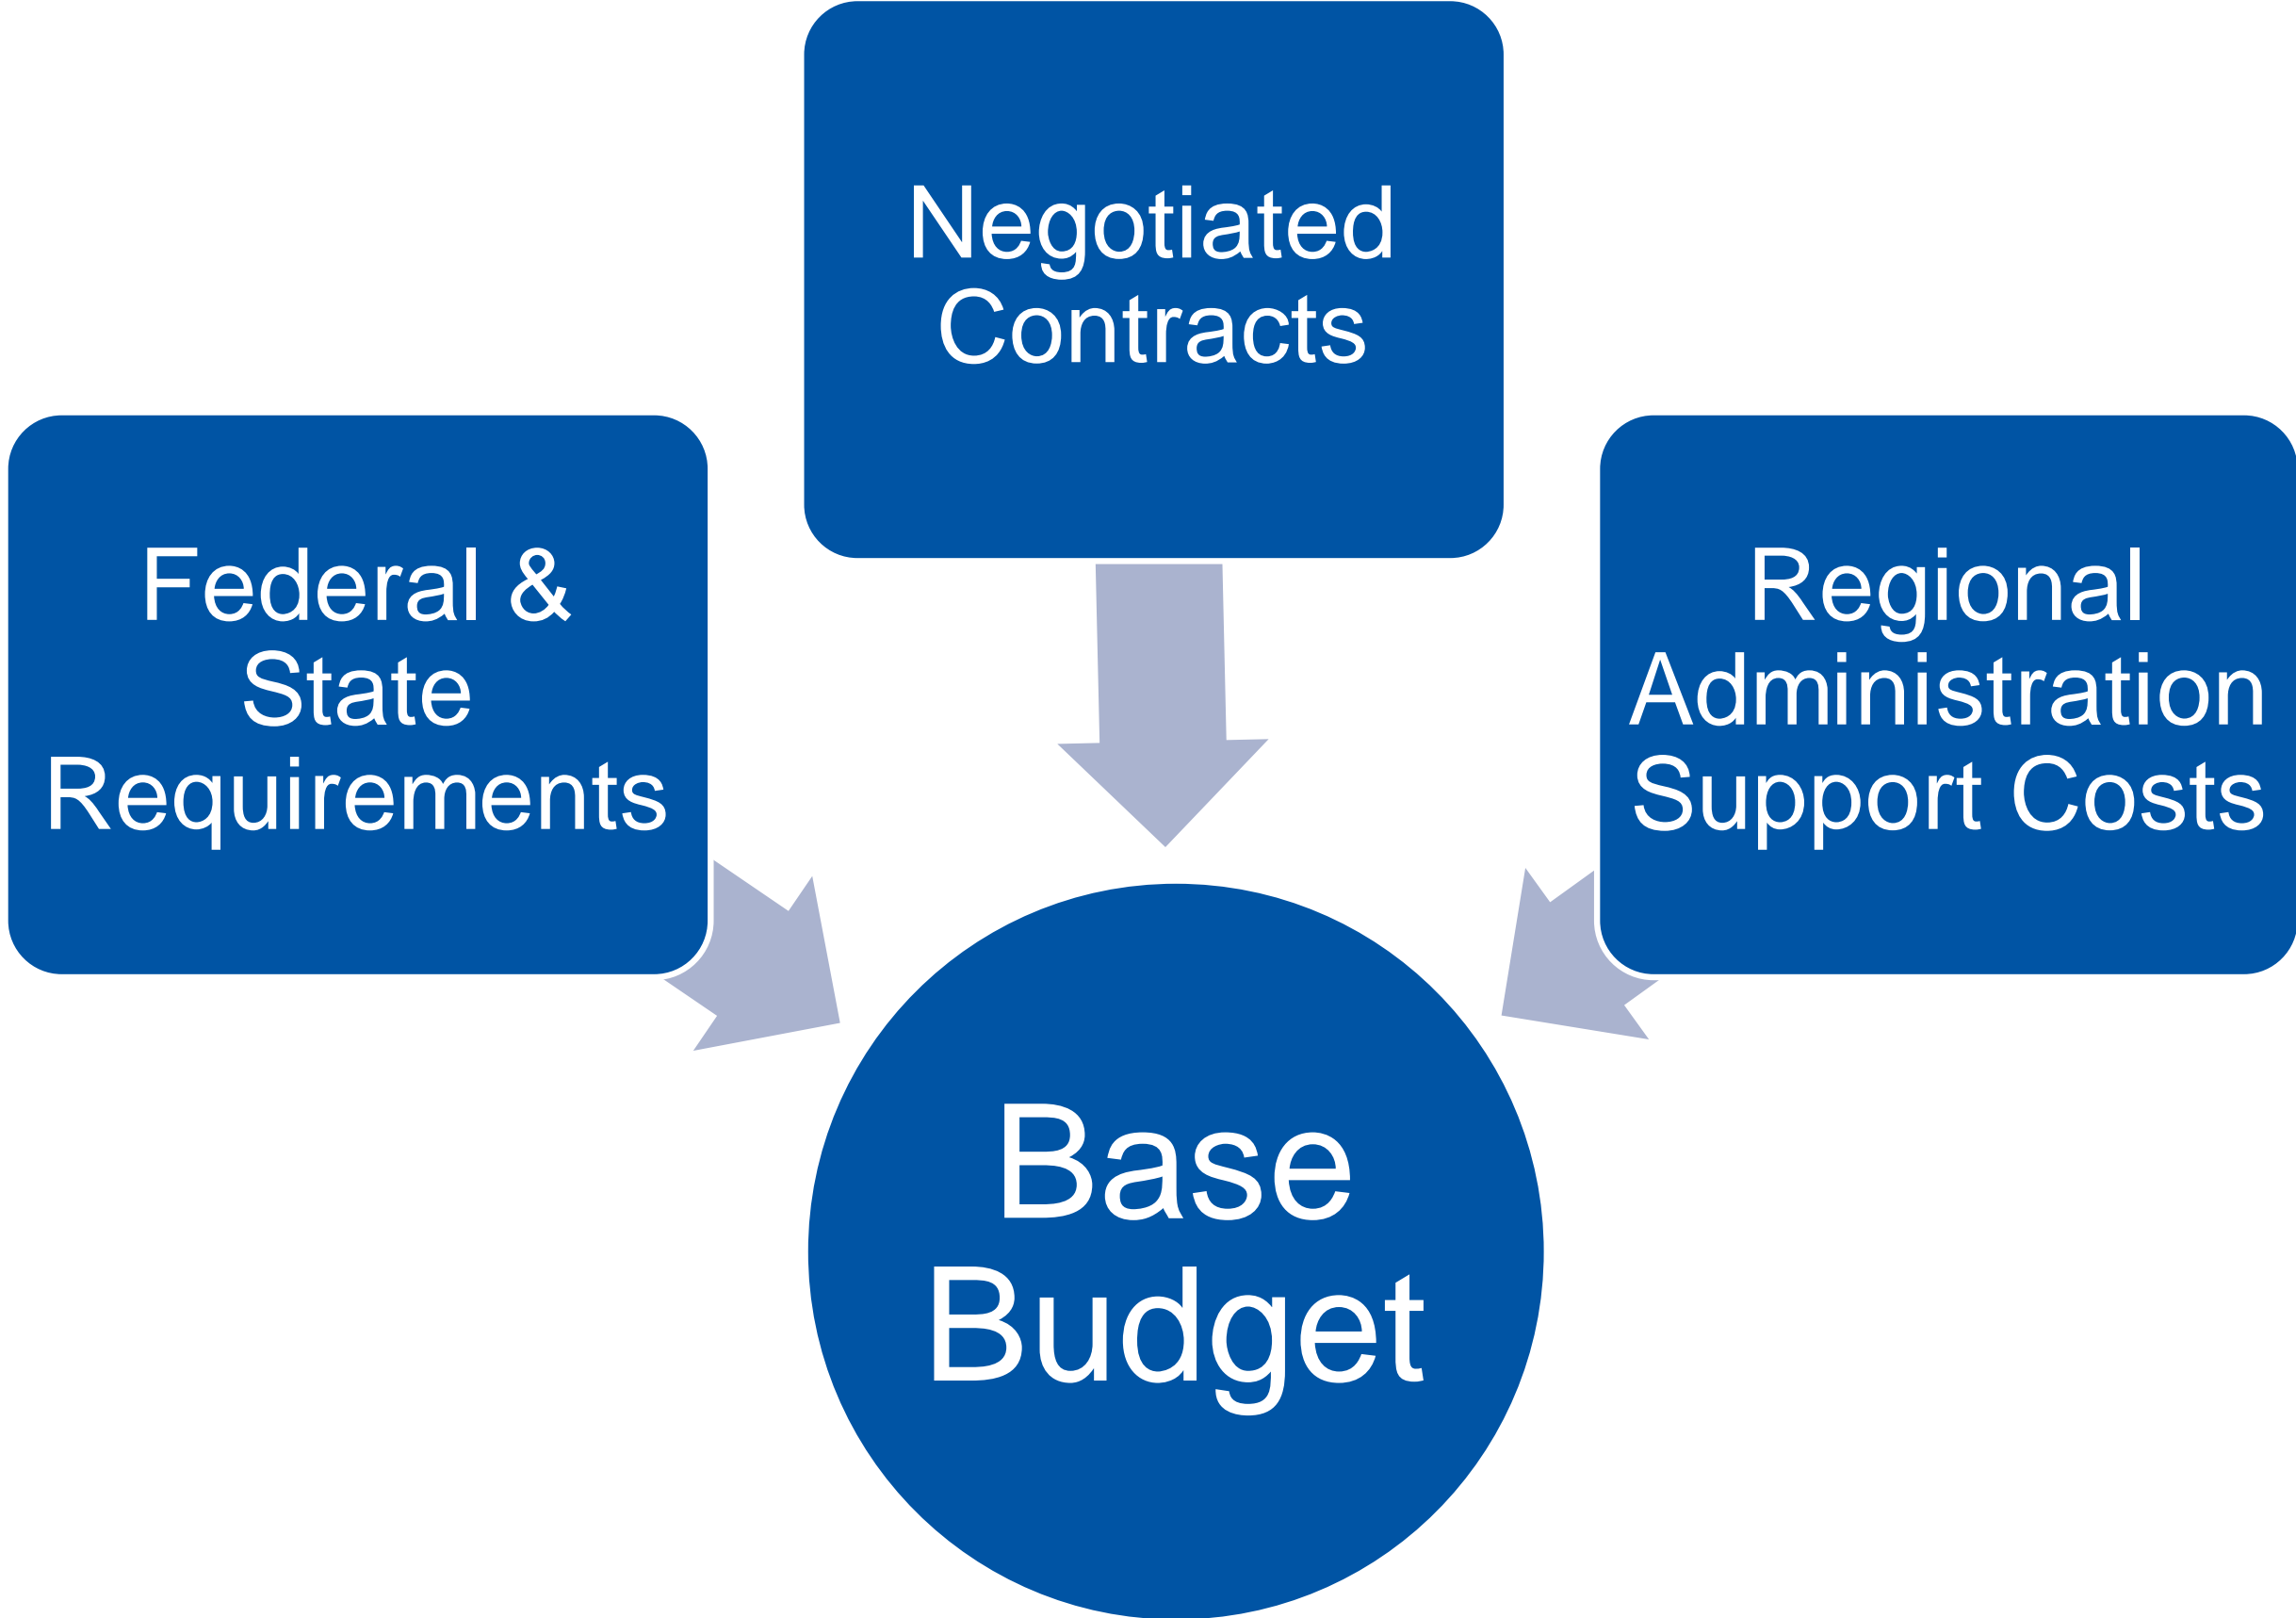 Negotiated
Contracts
Federal &
State
Requirements
Regional
Administration
Support Costs
Base
Budget